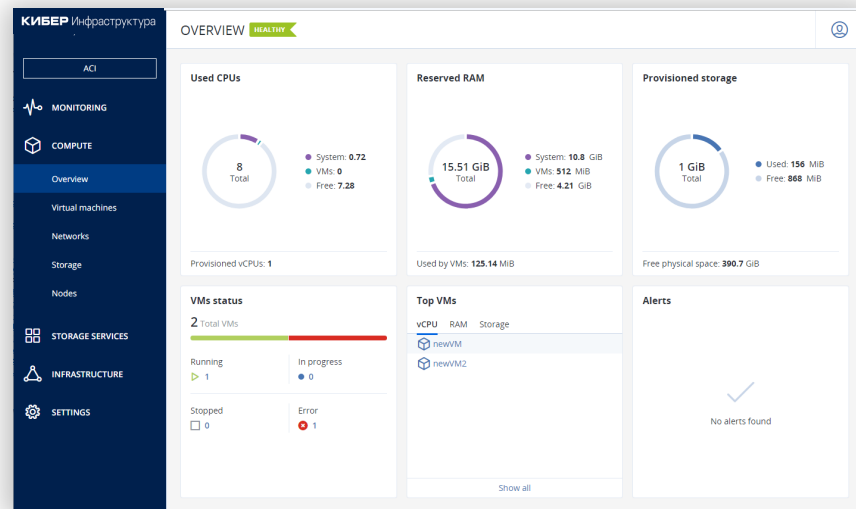 КИБЕР Инфраструктура
ACI
MONITORING
COMPUTE
Overview
Virtual machines
Networks
Storage
Nodes
STORAGE SERVICES
INFRASTRUCTURE
SETTINGS
OVERVIEW HEALTHY
Used CPUs
8
Total
System: 0.72
VMs: 0
Free: 7.28
Provisioned vCPUs: 1
Reserved RAM
15.51 GiB
Total
System: 10.8 GiB
VMs: 512 MiB
Free: 4.21 GiB
Used by VMs: 125.14 MiB
Provisioned storage
1 GiB
Total
Used: 156 MiB
Free: 868 MiB
Free physical space: 390.7 GiB
VMs status
2 Total VMs
Running
1
In progress
0
Stopped
0
Error
1
Top VMs
vCPU RAM Storage
newVM
newVM2
Show all
Alerts
No alerts found